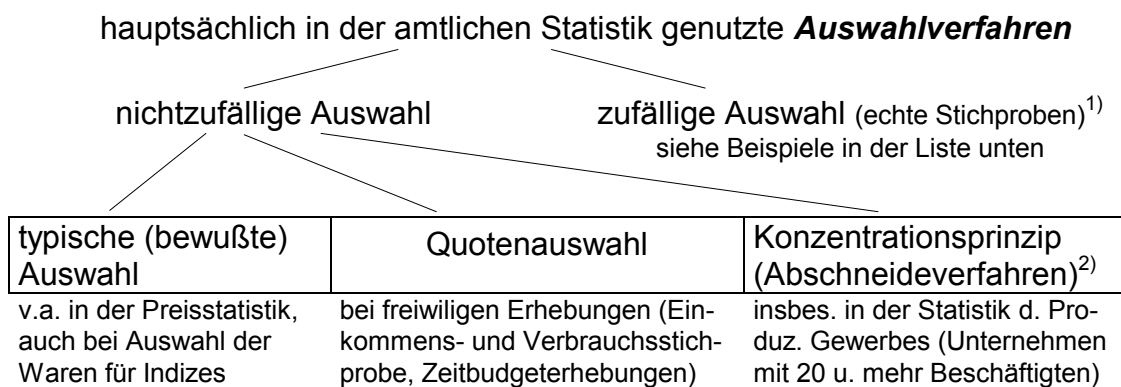 hauptsächlich in der amtlichen Statistik genutzte Auswahlverfahren
nichtzufällige Auswahl
zufällige Auswahl (echte Stichproben)1)
siehe Beispiele in der Liste unten
typische (bewußte)
Auswahl
Quotenauswahl
Konzentrationsprinzip
(Abschneideverfahren)2)
v.a. in der Preisstatistik,
auch bei Auswahl der
Waren für Indizes
bei freiwiligen Erhebungen (Ein-
kommens- und Verbrauchsstich-
probe, Zeitbudgeterhebungen)
insbes. in der Statistik d. Pro-
duz. Gewerbes (Unternehmen
mit 20 u. mehr Beschäftigten)